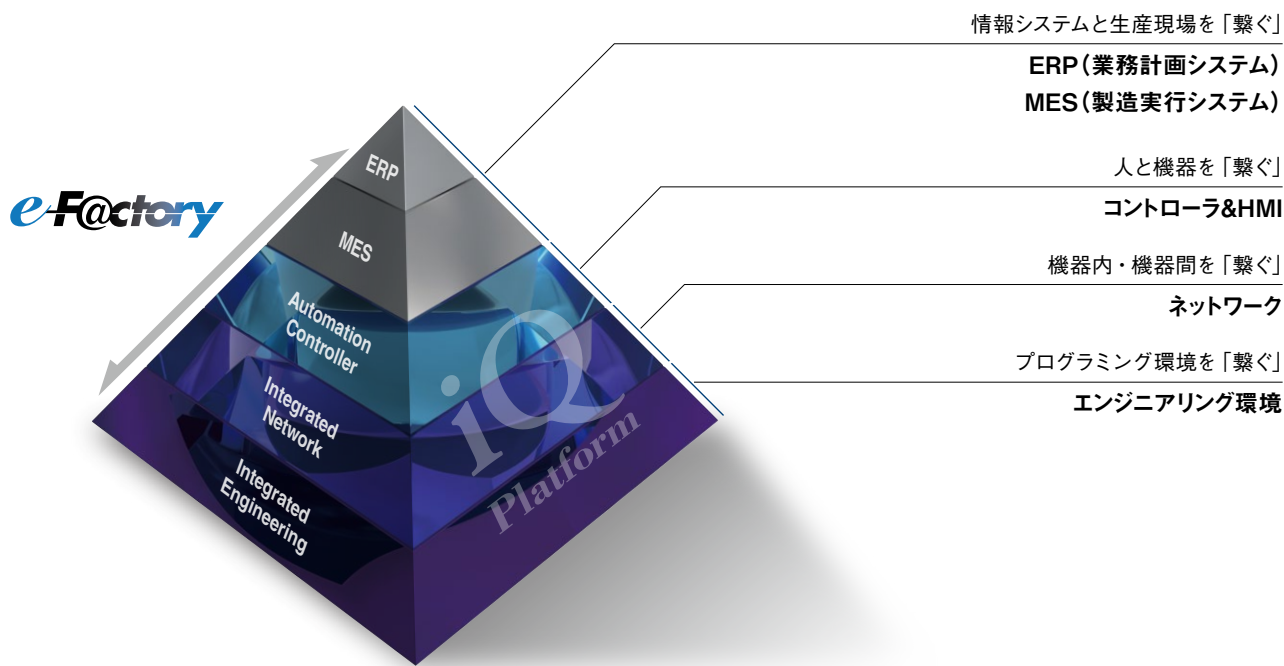 情報システムと生産現場を「繋ぐ」
ERP（業務計画システム）
MES（製造実行システム）
人と機器を「繋ぐ」
コントローラ&HMI
機器内・機器間を「繋ぐ」
ネットワーク
プログラミング環境を「繋ぐ」
エンジニアリング環境
e-F@ctory
ERP
MES
Automation
Controller
Integrated
Network
Integrated
Engineering
iQ
Platform